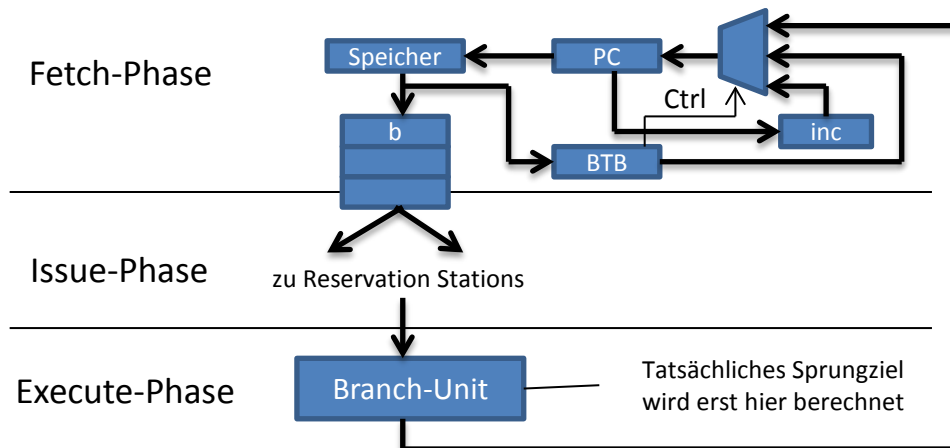 Fetch-Phase
Speicher
PC
Ctrl
b
inc
BTB
Issue-Phase
zu Reservation Stations
Execute-Phase
Branch-Unit
Tatsächliches Sprungziel
wird erst hier berechnet